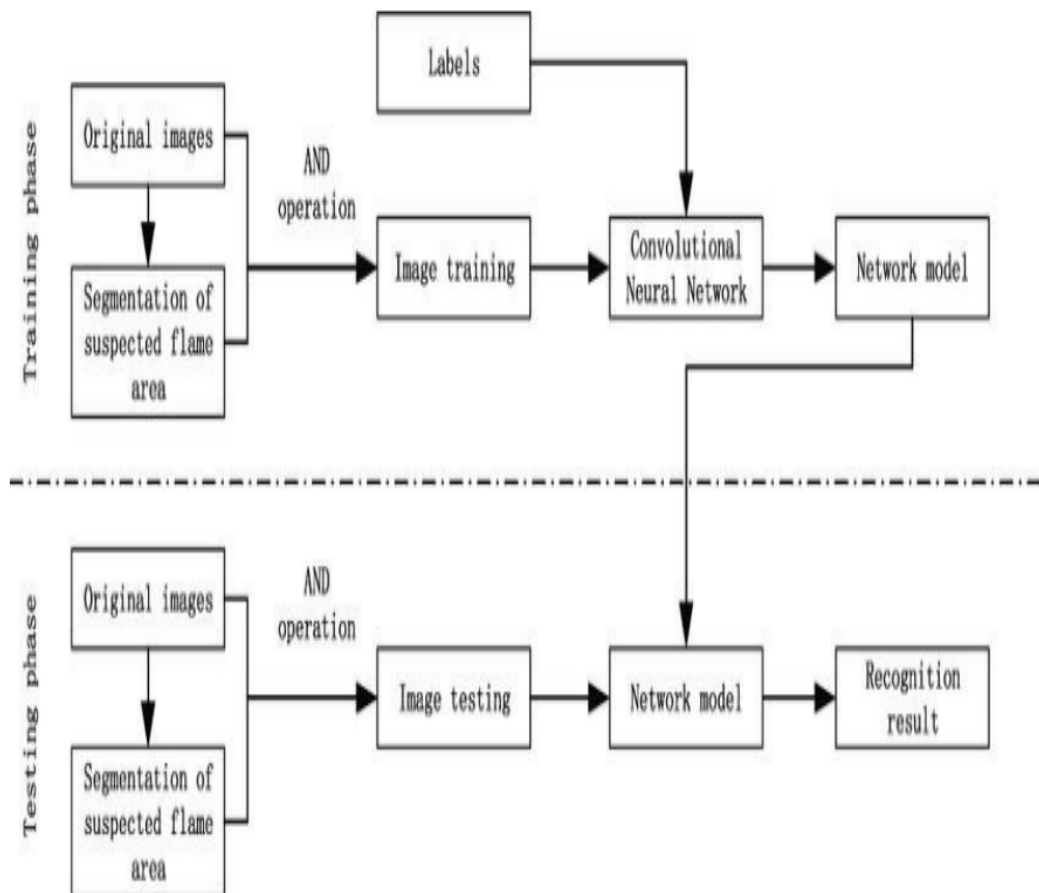 Training phase
Labels
Original images
AND
operation
Image training
Convolutional
Neural Network
Network model
Segmentation of
suspected flame
area
Testing phase
Original images
AND
operation
Image testing
Network model
Recognition
result
Segmentation of
suspected flame
area